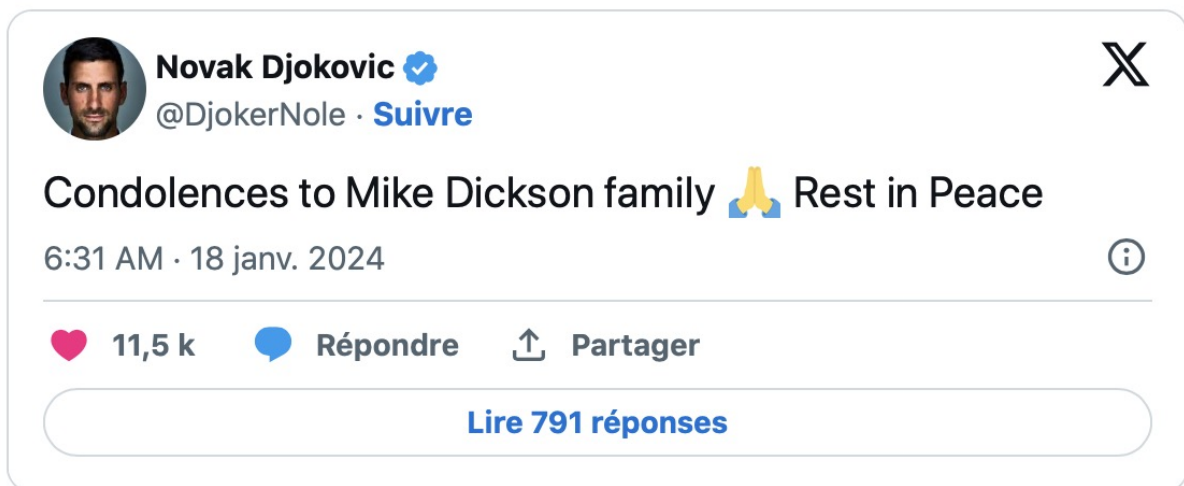 Novak Djokovic
@DjokerNole · Suivre
Condolences to Mike Dickson family 🙏 Rest in Peace
6:31 AM · 18 janv. 2024
11,5 k Répondre Partager
Lire 791 réponses